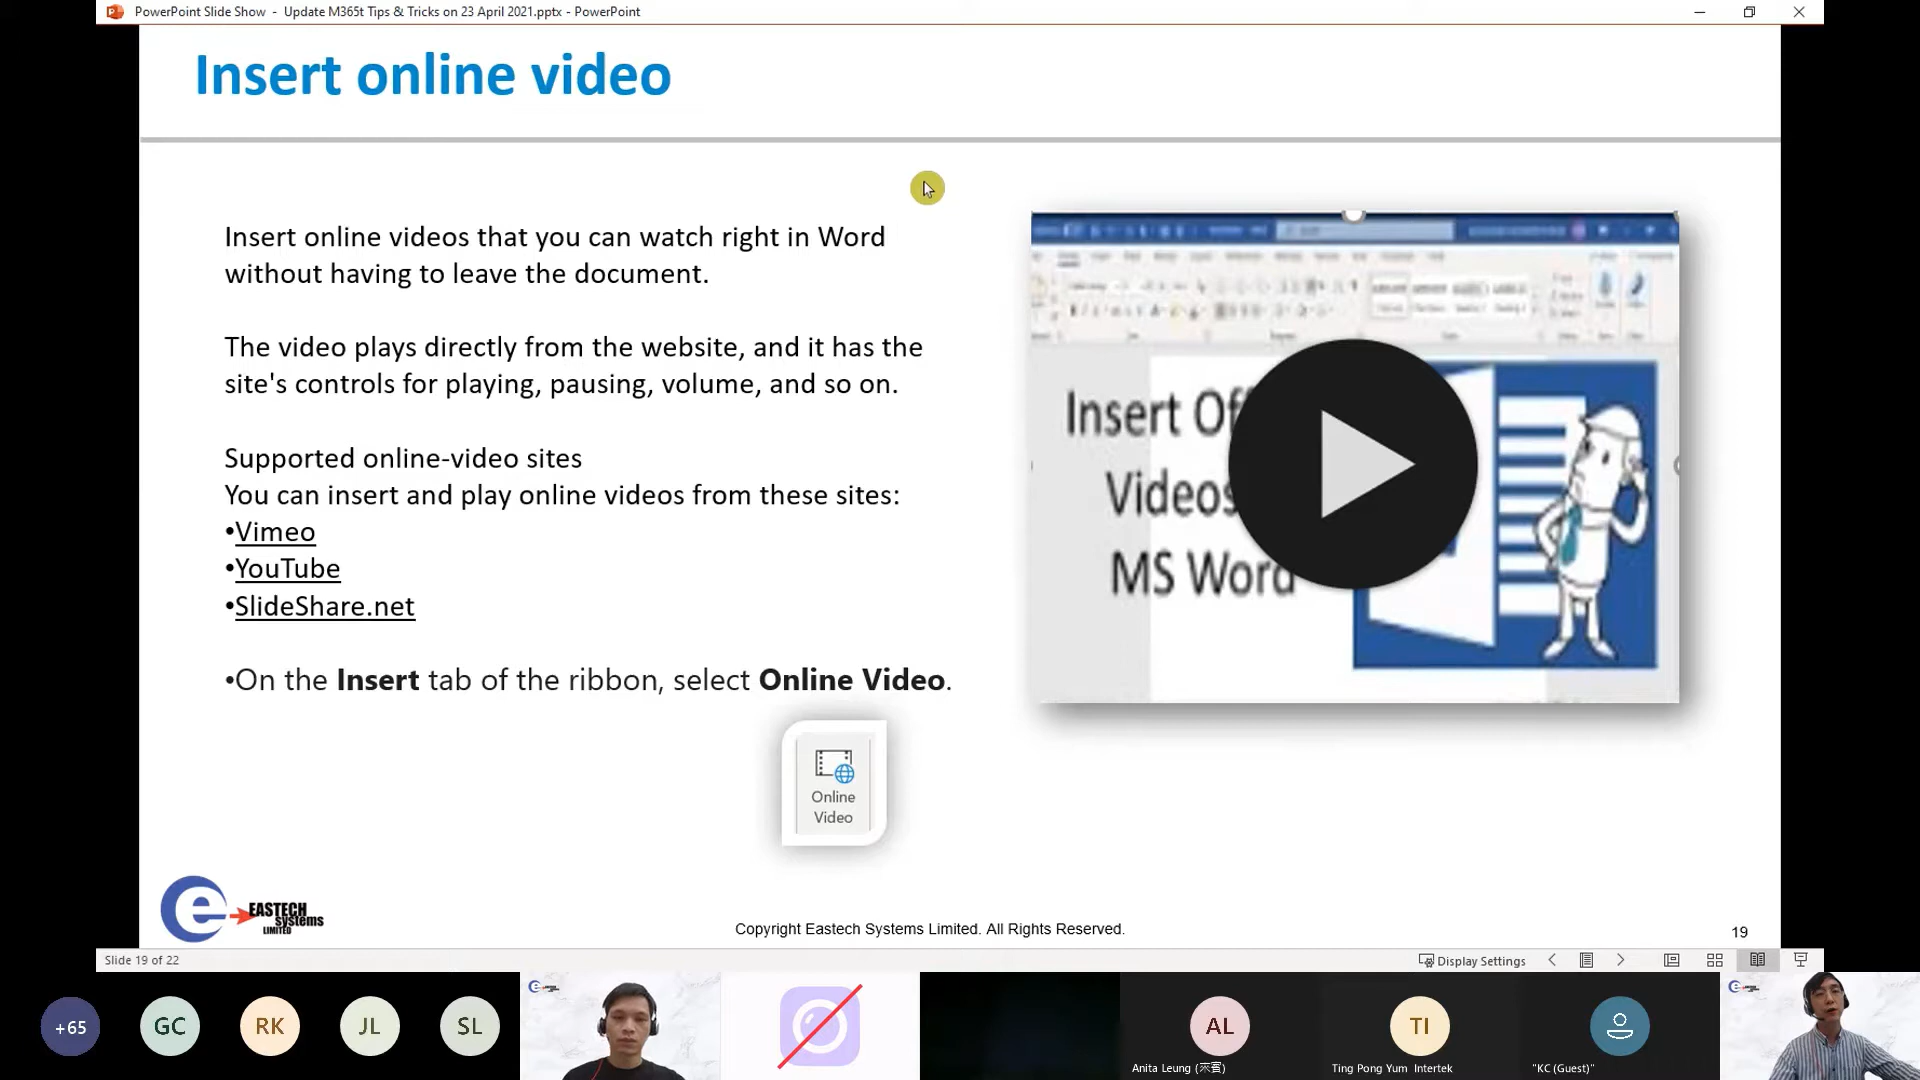 PowerPoint Slide Show - Update M365t Tips & Tricks on 23 April 2021.pptx - PowerPoint
Insert online video
Insert online videos that you can watch right in Word
without having to leave the document.
The video plays directly from the website, and it has the
site's controls for playing, pausing, volume, and so on.
Supported online-video sites
You can insert and play online videos from these sites:
•Vimeo
•YouTube
•SlideShare.net
•On the Insert tab of the ribbon, select Online Video.
Online
Video
Insert
Videos
MS Word
EASTECH
Systems
LIMITED
Copyright Eastech Systems Limited. All Rights Reserved.
19
Slide 19 of 22
Display Settings
+65
GC
RK
JL
SL
AL
Anita Leung
TI
Ting Pong Yum Intertek
"KC (Guest)"